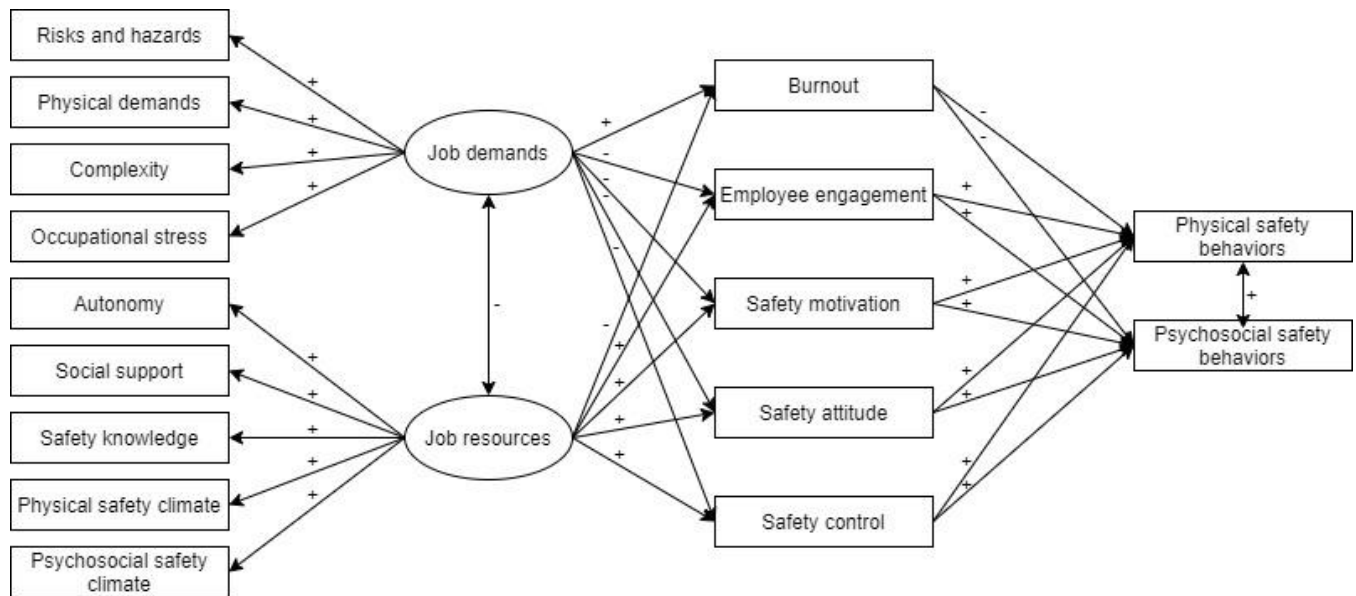 Risks and hazards
Physical demands
Complexity
Occupational stress
Autonomy
Social support
Safety knowledge
Physical safety climate
Psychosocial safety
climate
+
+
+
+
+
+
+
+
+
Job demands
-
Job resources
+
-
-
-
-
-
+
+
+
+
Burnout
Employee engagement
Safety motivation
Safety attitude
Safety control
-
-
+
+
+
+
+
+
+
+
Physical safety
behaviors
+
Psychosocial safety
behaviors